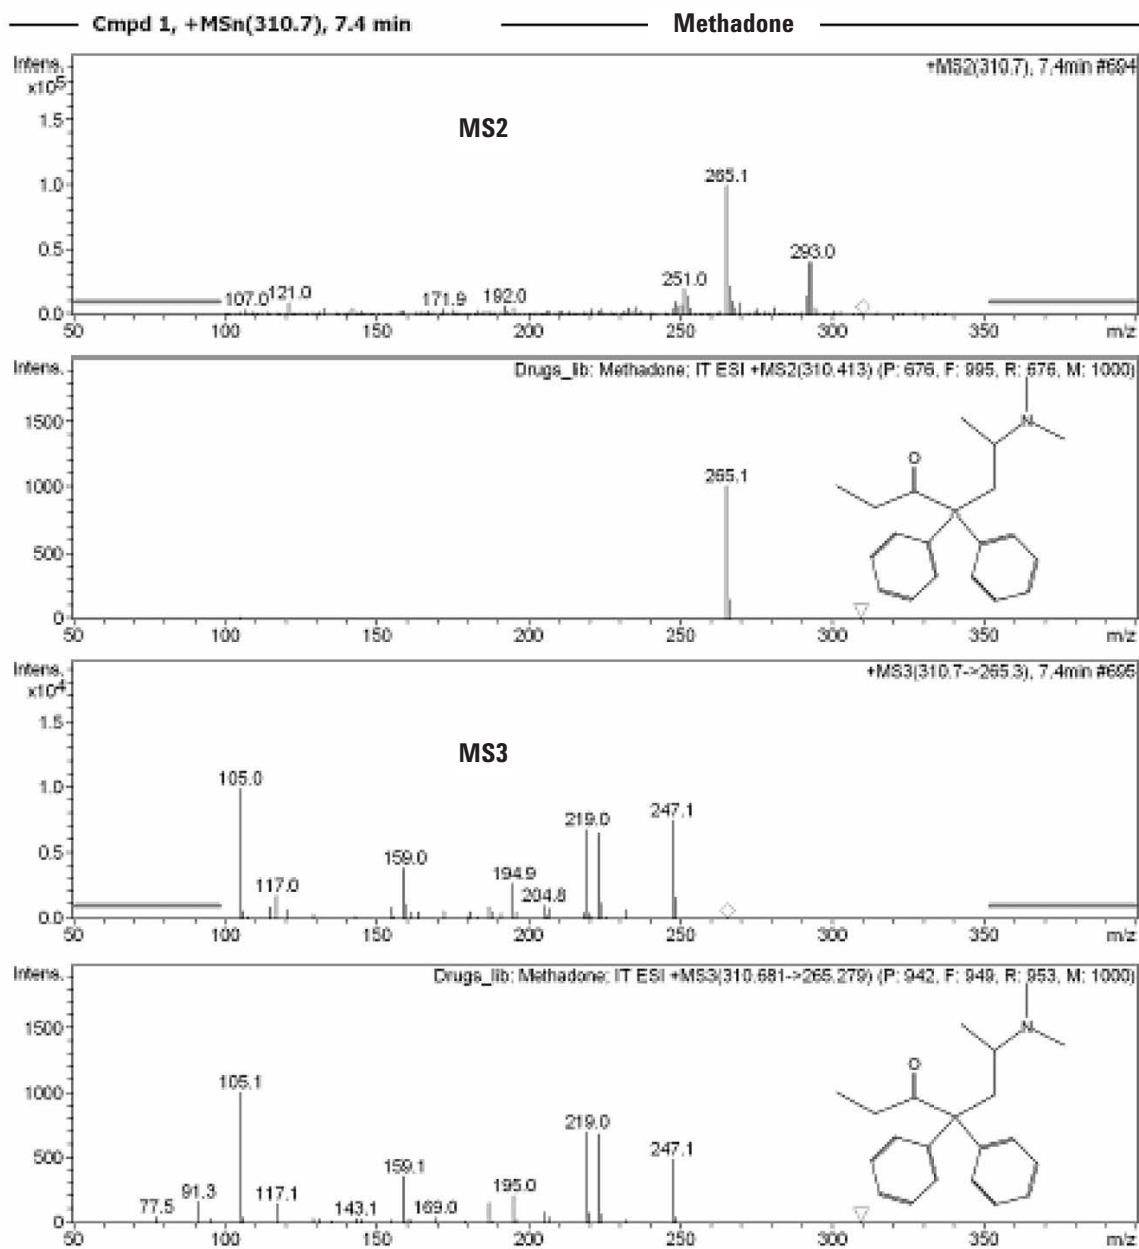 Cmpd 1, +MSn(310.7), 7.4 min
Methadone
Intens.
x10⁵
+MS2(310.7), 7.4min #694
MS2
1.5
1.0
0.5
0.0
107.0
121.0
171.9
192.0
251.0
265.1
293.0
50 100 150 200 250 300 350 m/z
Intens.
Drugs_lib: Methadone; IT ESI +MS2(310.413) (P: 676, F: 995, R: 676, M: 1000)
1500
1000
500
0
265.1
O
N
50 100 150 200 250 300 350 m/z
Intens.
x10⁴
+MS3(310.7->265.3), 7.4min #695
MS3
1.5
1.0
0.5
0.0
105.0
117.0
159.0
194.9
204.8
219.0
247.1
50 100 150 200 250 300 350 m/z
Intens.
Drugs_lib: Methadone; IT ESI +MS3(310.681->265.279) (P: 942, F: 949, R: 953, M: 1000)
1500
1000
500
0
77.5
91.3
105.1
117.1
143.1
159.1
169.0
195.0
219.0
247.1
O
N
50 100 150 200 250 300 350 m/z